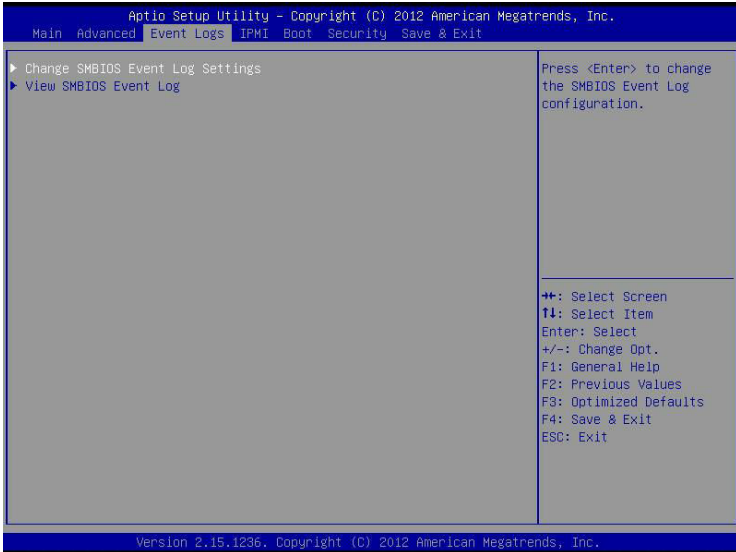 Aptio Setup Utility – Copyright (C) 2012 American Megatrends, Inc.
Main Advanced Event Logs IPMI Boot Security Save & Exit
▶ Change SMBIOS Event Log Settings
▶ View SMBIOS Event Log
Press <Enter> to change
the SMBIOS Event Log
configuration.
→←: Select Screen
↑↓: Select Item
Enter: Select
+/-: Change Opt.
F1: General Help
F2: Previous Values
F3: Optimized Defaults
F4: Save & Exit
ESC: Exit
Version 2.15.1236. Copyright (C) 2012 American Megatrends, Inc.